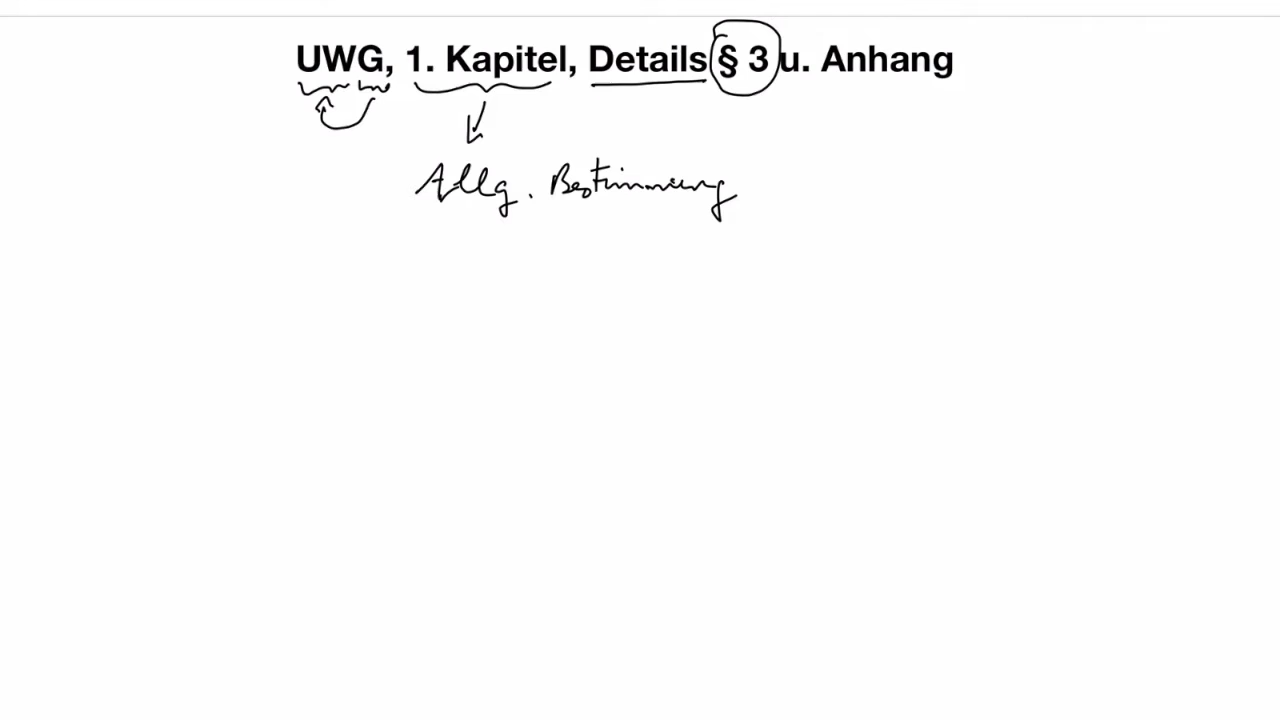 UWG, 1. Kapitel, Details § 3 u. Anhang
Allg. Bestimmung